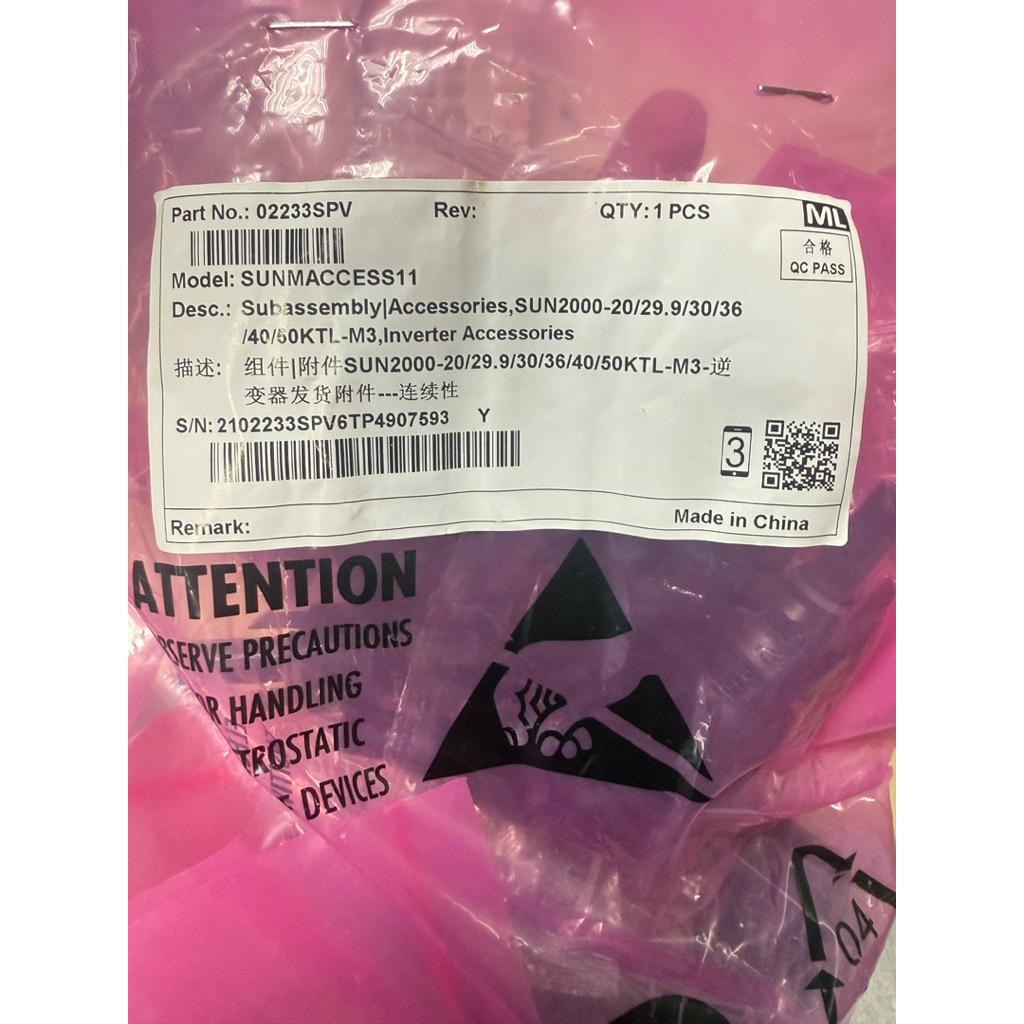 Part No.: 02233SPV Rev: QTY: 1 PCS ML
合格
QC PASS
Model: SUNMACCESS11
Desc.: Subassembly|Accessories,SUN2000-20/29.9/30/36
/40/50KTL-M3,Inverter Accessories
描述: 组件|附件SUN2000-20/29.9/30/36/40/50KTL-M3-逆
变器发货附件---连续性
S/N: 2102233SPV6TP4907593 Y
3
Remark: Made in China
ATTENTION
SERVE PRECAUTIONS
R HANDLING
TROSTATIC
DEVICES
04